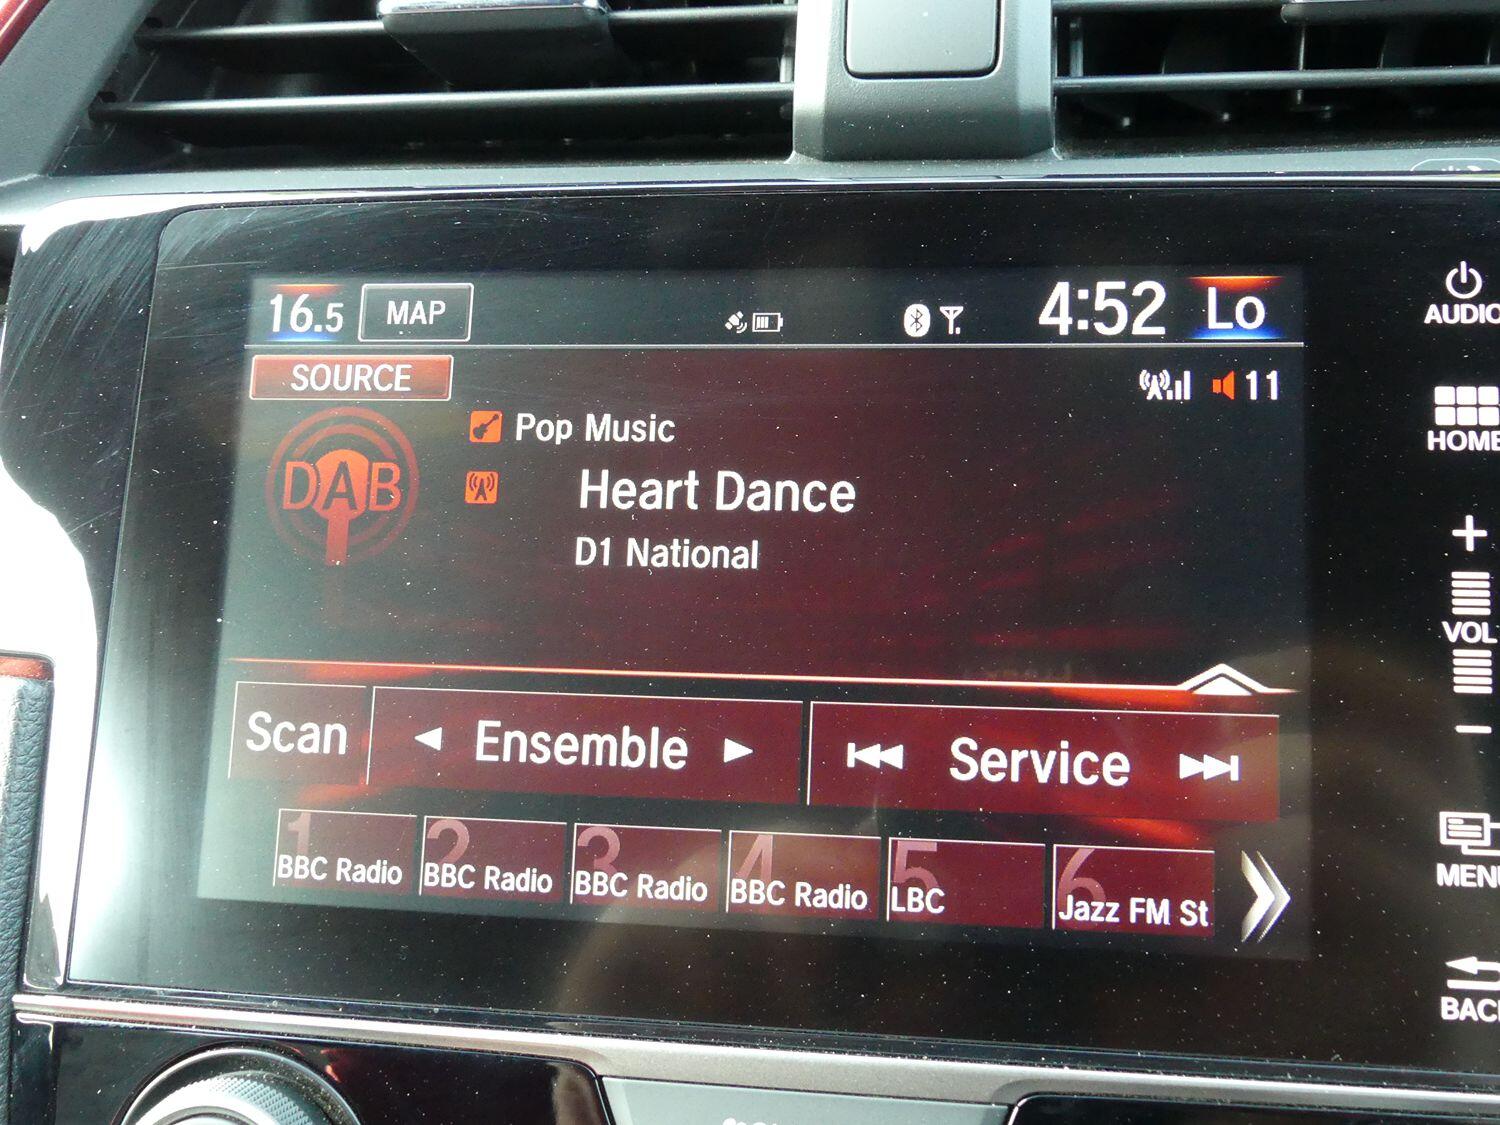 16.5 MAP 4:52 Lo
SOURCE 11
DAB
Pop Music
Heart Dance
D1 National
Scan Ensemble Service
1 BBC Radio
2 BBC Radio
3 BBC Radio
4 BBC Radio
5 LBC
6 Jazz FM St
AUDIO
HOME
+
VOL
−
MENU
BACK